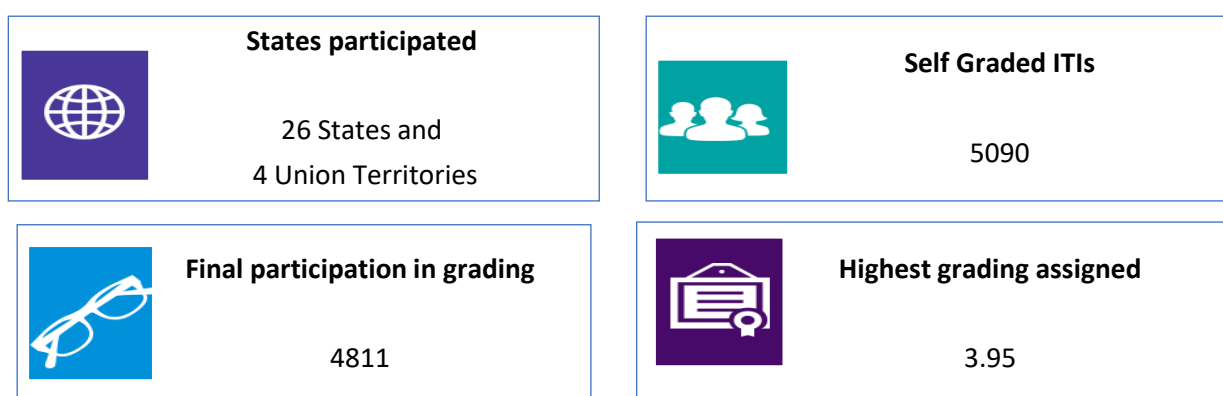 States participated
26 States and
4 Union Territories
Self Graded ITIs
5090
Final participation in grading
4811
Highest grading assigned
3.95